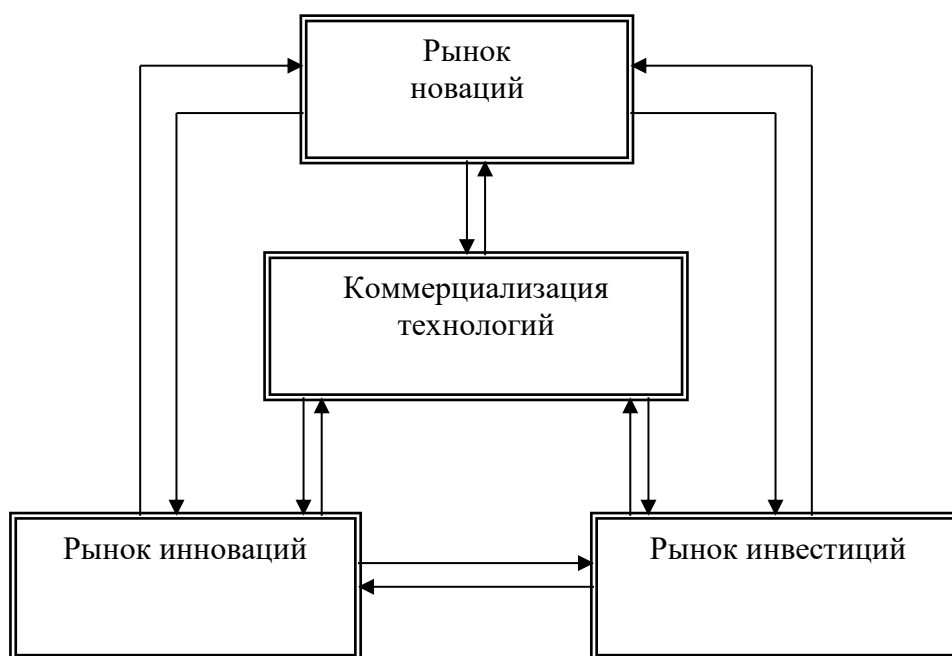 Рынок
новаций
Коммерциализация
технологий
Рынок инноваций
Рынок инвестиций